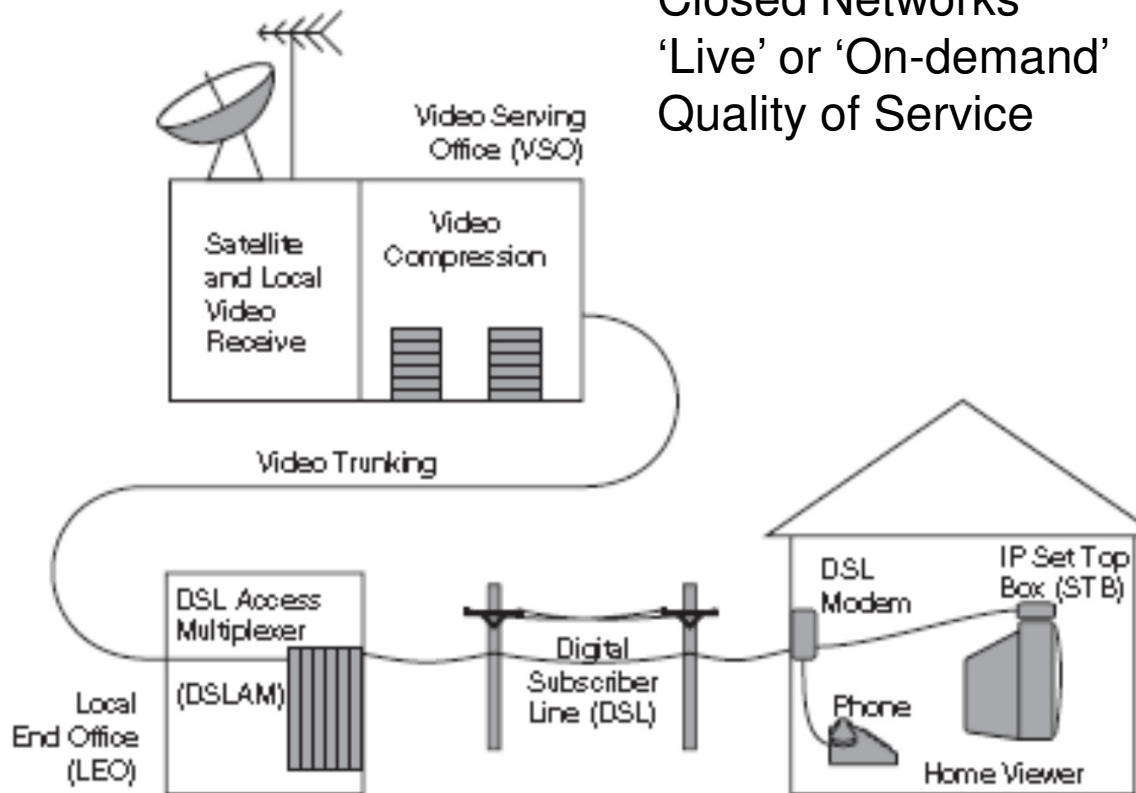 Closed Networks
‘Live’ or ‘On-demand’
Quality of Service
Video Serving
Office (VSO)
Satellite
and Local
Video
Receive
Video
Compression
Video Trunking
DSL Access
Multiplexer
(DSLAM)
Local
End Office
(LEO)
Digital
Subscriber
Line (DSL)
DSL
Modem
IP Set Top
Box (STB)
Phone
Home Viewer